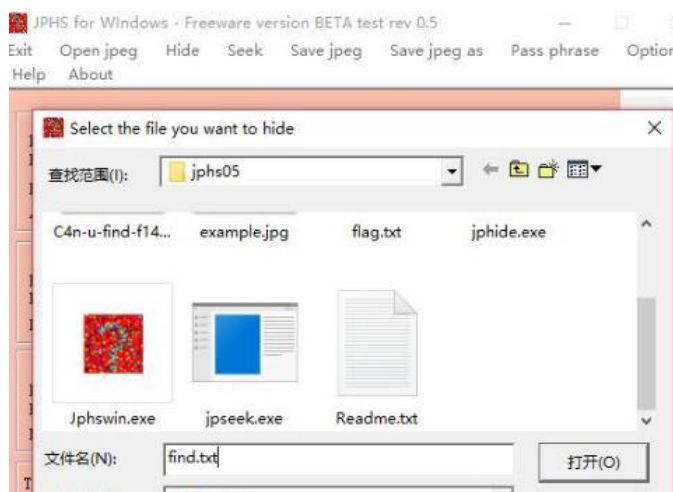 JPHS for WIndows - Freeware version BETA test rev 0.5
Exit Open jpeg Hide Seek Save jpeg Save jpeg as Pass phrase Option
Help About
Select the file you want to hide
查找范围(I): jphs05
C4n-u-find-f14... example.jpg flag.txt jphide.exe
Jphswin.exe jpseek.exe Readme.txt
文件名(N): find.txt 打开(O)